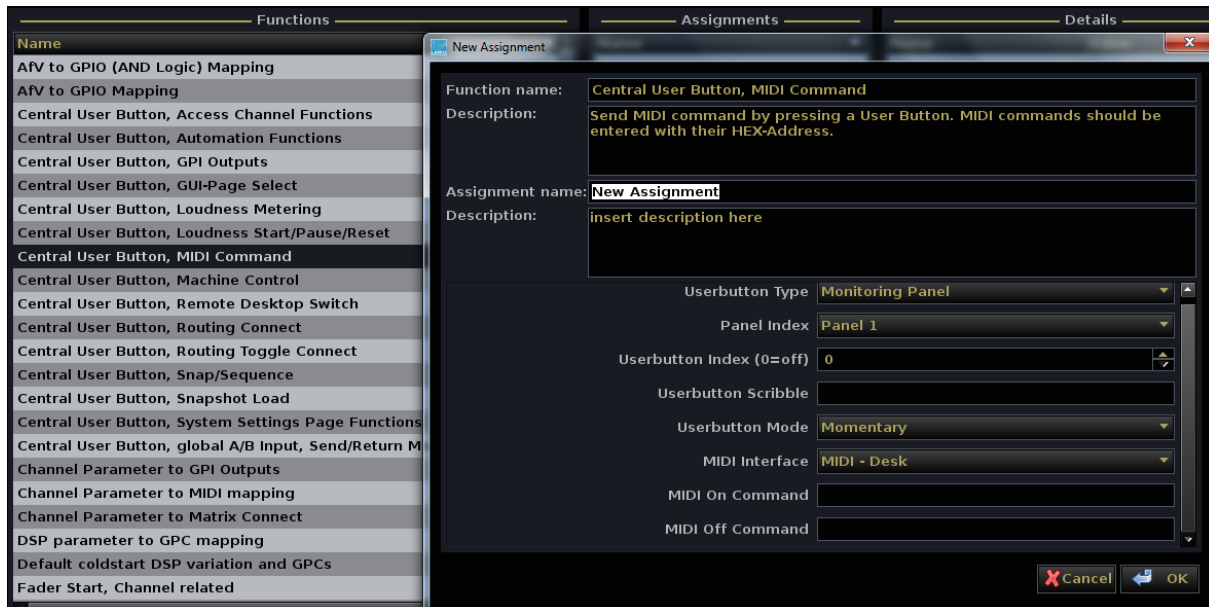 Functions
Assignments
Details
Name
AfV to GPIO (AND Logic) Mapping
AfV to GPIO Mapping
Central User Button, Access Channel Functions
Central User Button, Automation Functions
Central User Button, GPI Outputs
Central User Button, GUI-Page Select
Central User Button, Loudness Metering
Central User Button, Loudness Start/Pause/Reset
Central User Button, MIDI Command
Central User Button, Machine Control
Central User Button, Remote Desktop Switch
Central User Button, Routing Connect
Central User Button, Routing Toggle Connect
Central User Button, Snap/Sequence
Central User Button, Snapshot Load
Central User Button, System Settings Page Functions
Central User Button, global A/B Input, Send/Return M
Channel Parameter to GPI Outputs
Channel Parameter to MIDI mapping
Channel Parameter to Matrix Connect
DSP parameter to GPC mapping
Default coldstart DSP variation and GPCs
Fader Start, Channel related
New Assignment
Function name: Central User Button, MIDI Command
Description: Send MIDI command by pressing a User Button. MIDI commands should be
entered with their HEX-Address.
Assignment name: New Assignment
Description: insert description here
Userbutton Type Monitoring Panel
Panel Index Panel 1
Userbutton Index (0=off) 0
Userbutton Scribble
Userbutton Mode Momentary
MIDI Interface MIDI - Desk
MIDI On Command
MIDI Off Command
Cancel OK